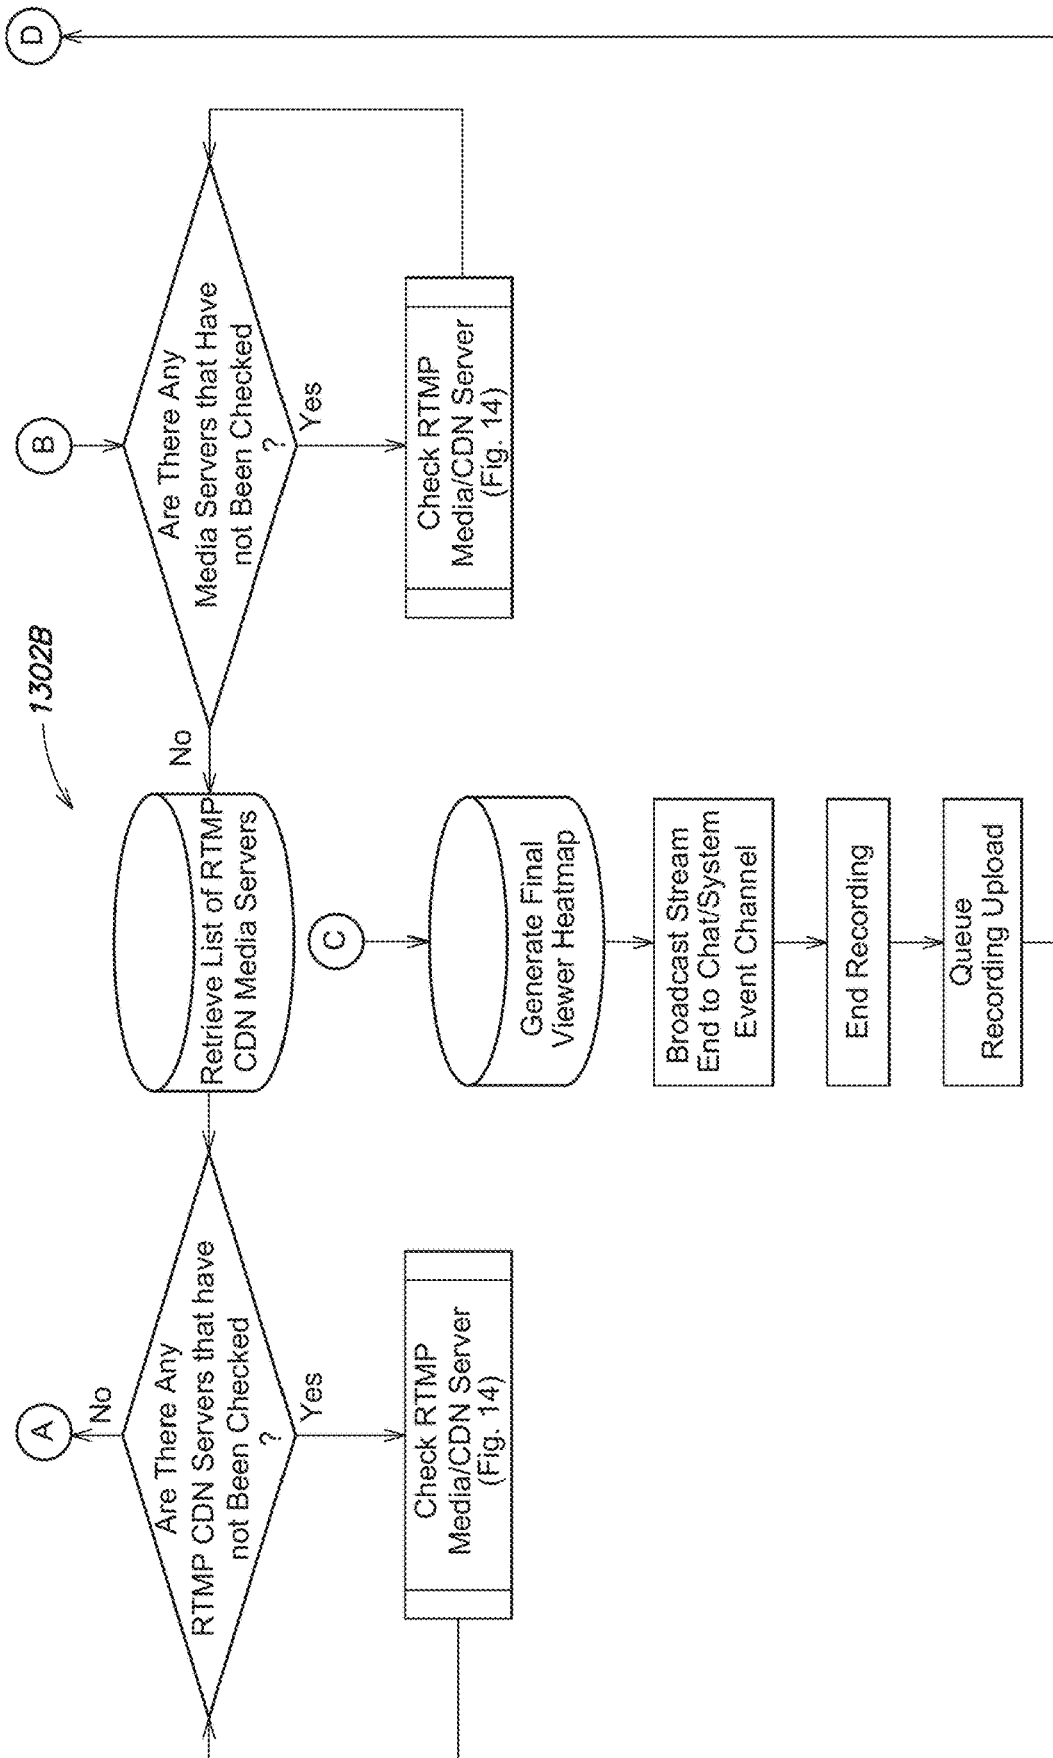 1302B
A
No
Are There Any
RTMP CDN Servers that have
not Been Checked
?
Yes
Check RTMP
Media/CDN Server
(Fig. 14)
Retrieve List of RTMP
CDN Media Servers
No
B
Are There Any
Media Servers that Have
not Been Checked
?
Yes
Check RTMP
Media/CDN Server
(Fig. 14)
C
Generate Final
Viewer Heatmap
Broadcast Stream
End to Chat/System
Event Channel
End Recording
Queue
Recording Upload
D